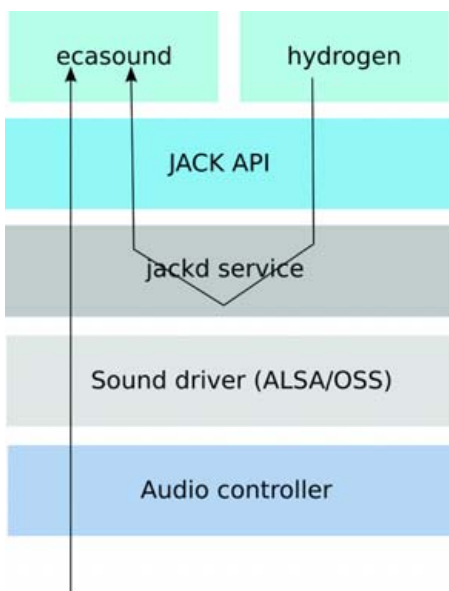 ecasound
hydrogen
JACK API
jackd service
Sound driver (ALSA/OSS)
Audio controller